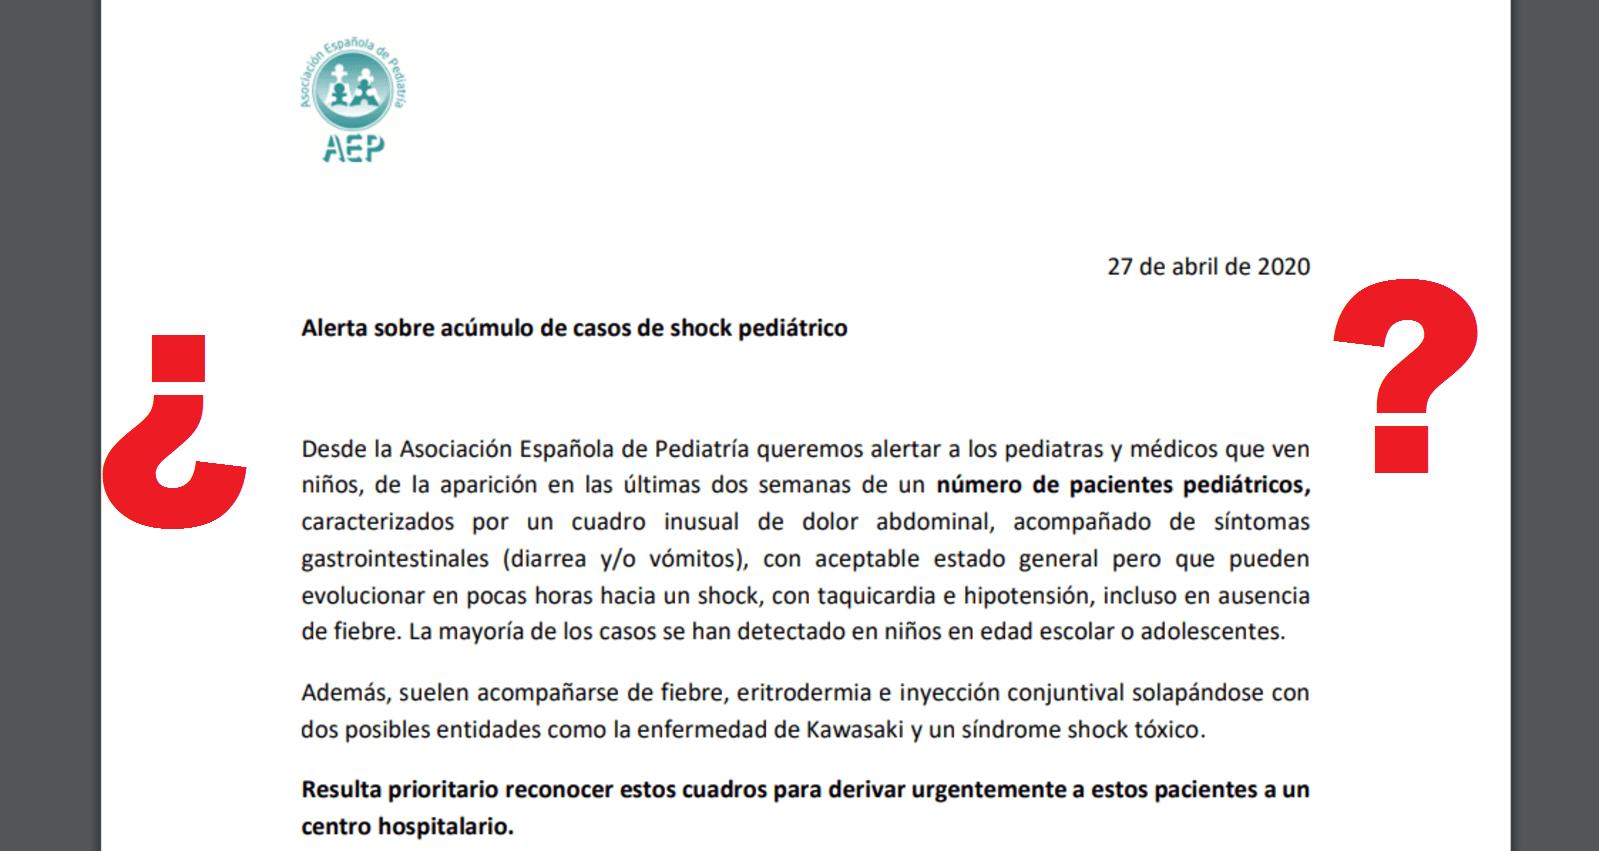 Asociación Española de Pediatría
AEP
27 de abril de 2020
Alerta sobre acúmulo de casos de shock pediátrico
¿
?
Desde la Asociación Española de Pediatría queremos alertar a los pediatras y médicos que ven
niños, de la aparición en las últimas dos semanas de un número de pacientes pediátricos,
caracterizados por un cuadro inusual de dolor abdominal, acompañado de síntomas
gastrointestinales (diarrea y/o vómitos), con aceptable estado general pero que pueden
evolucionar en pocas horas hacia un shock, con taquicardia e hipotensión, incluso en ausencia
de fiebre. La mayoría de los casos se han detectado en niños en edad escolar o adolescentes.
Además, suelen acompañarse de fiebre, eritrodermia e inyección conjuntival solapándose con
dos posibles entidades como la enfermedad de Kawasaki y un síndrome shock tóxico.
Resulta prioritario reconocer estos cuadros para derivar urgentemente a estos pacientes a un
centro hospitalario.